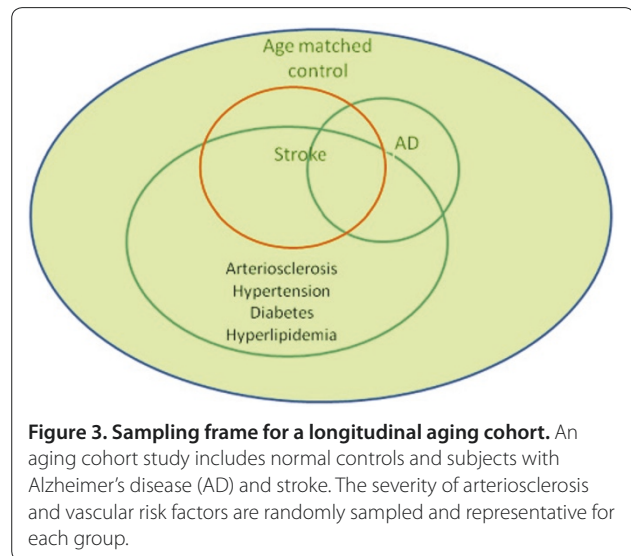 Age matched
control
AD
Stroke
Arteriosclerosis
Hypertension
Diabetes
Hyperlipidemia
Figure 3. Sampling frame for a longitudinal aging cohort. An
aging cohort study includes normal controls and subjects with
Alzheimer's disease (AD) and stroke. The severity of arteriosclerosis
and vascular risk factors are randomly sampled and representative for
each group.